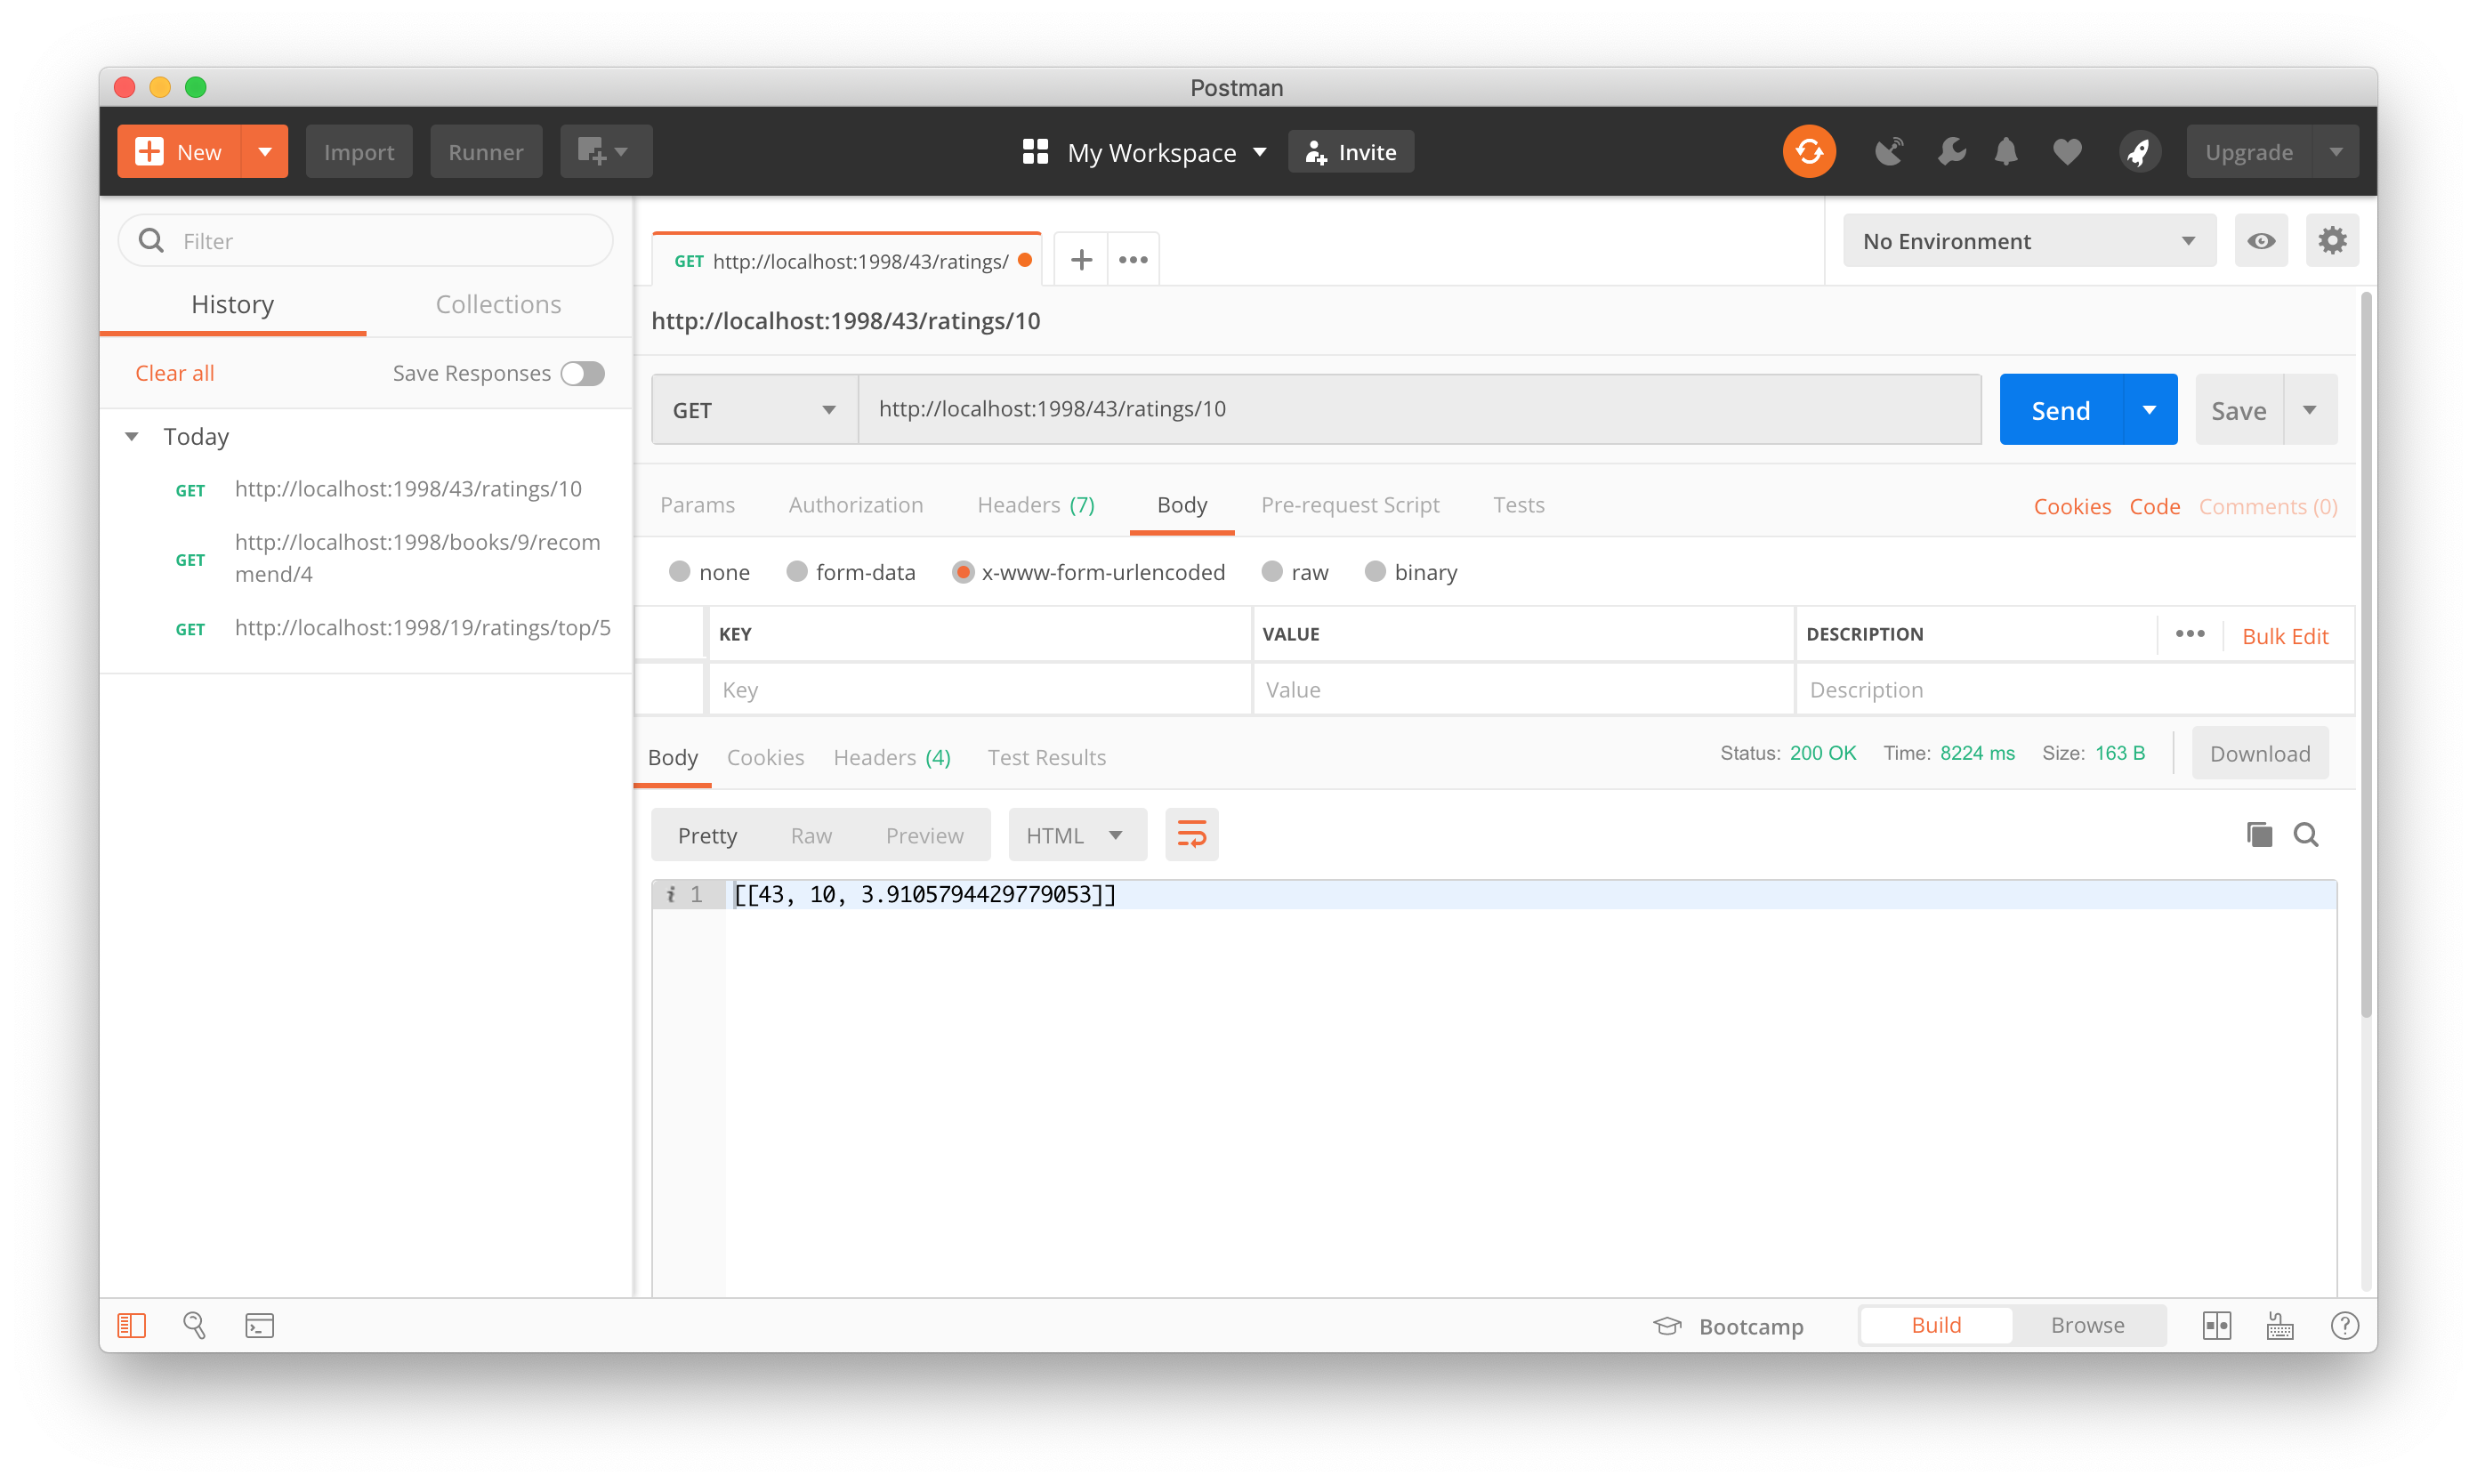 Postman
New
Import
Runner
My Workspace
Invite
Upgrade
Filter
History
Collections
Clear all
Save Responses
Today
GET http://localhost:1998/43/ratings/10
GET http://localhost:1998/books/9/recom
mend/4
GET http://localhost:1998/19/ratings/top/5
GET http://localhost:1998/43/ratings/
No Environment
http://localhost:1998/43/ratings/10
GET
http://localhost:1998/43/ratings/10
Send
Save
Params
Authorization
Headers (7)
Body
Pre-request Script
Tests
Cookies
Code
Comments (0)
none
form-data
x-www-form-urlencoded
raw
binary
KEY
VALUE
DESCRIPTION
Bulk Edit
Key
Value
Description
Body
Cookies
Headers (4)
Test Results
Status: 200 OK
Time: 8224 ms
Size: 163 B
Download
Pretty
Raw
Preview
HTML
i 1 [[43, 10, 3.9105794429779053]]
Bootcamp
Build
Browse